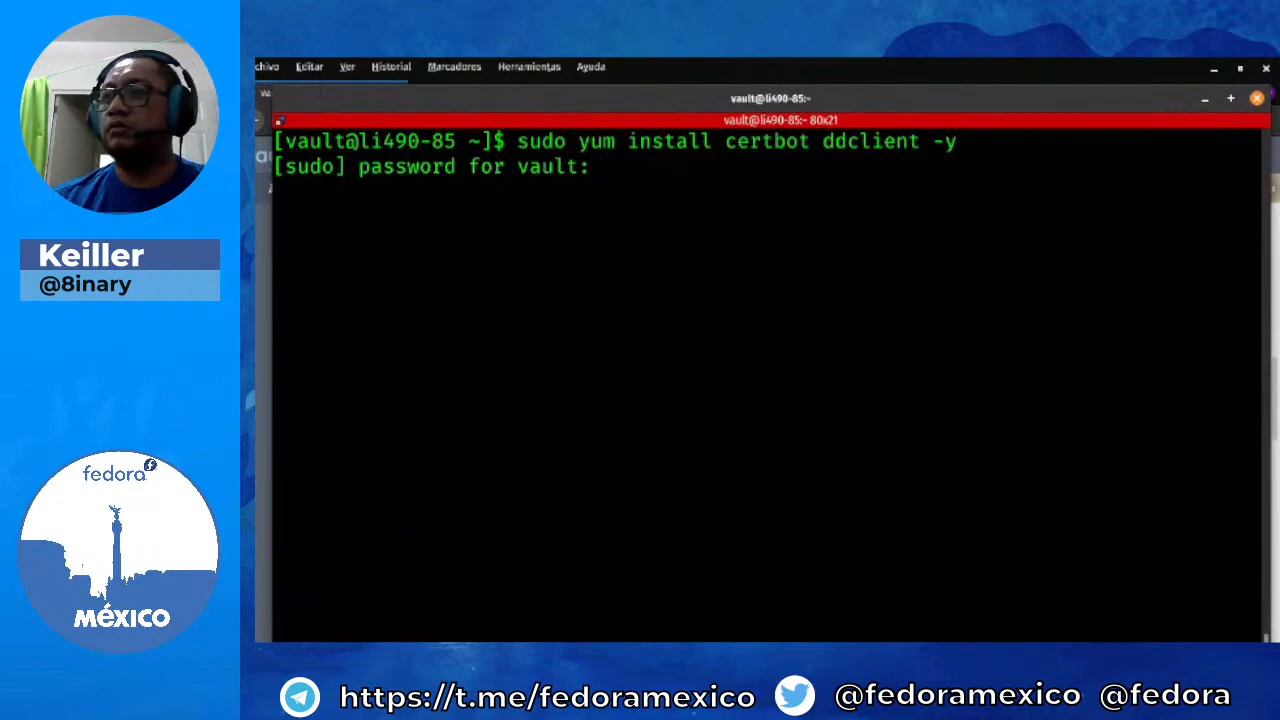 chivo Editar Ver Historial Marcadores Herramientas Ayuda
vault@li490-85:~
vault@li490-85:~ 80x21
[vault@li490-85 ~]$ sudo yum install certbot ddclient -y
[sudo] password for vault:
Keiller
@8inary
fedora
méxico
https://t.me/fedoramexico @fedoramexico @fedora